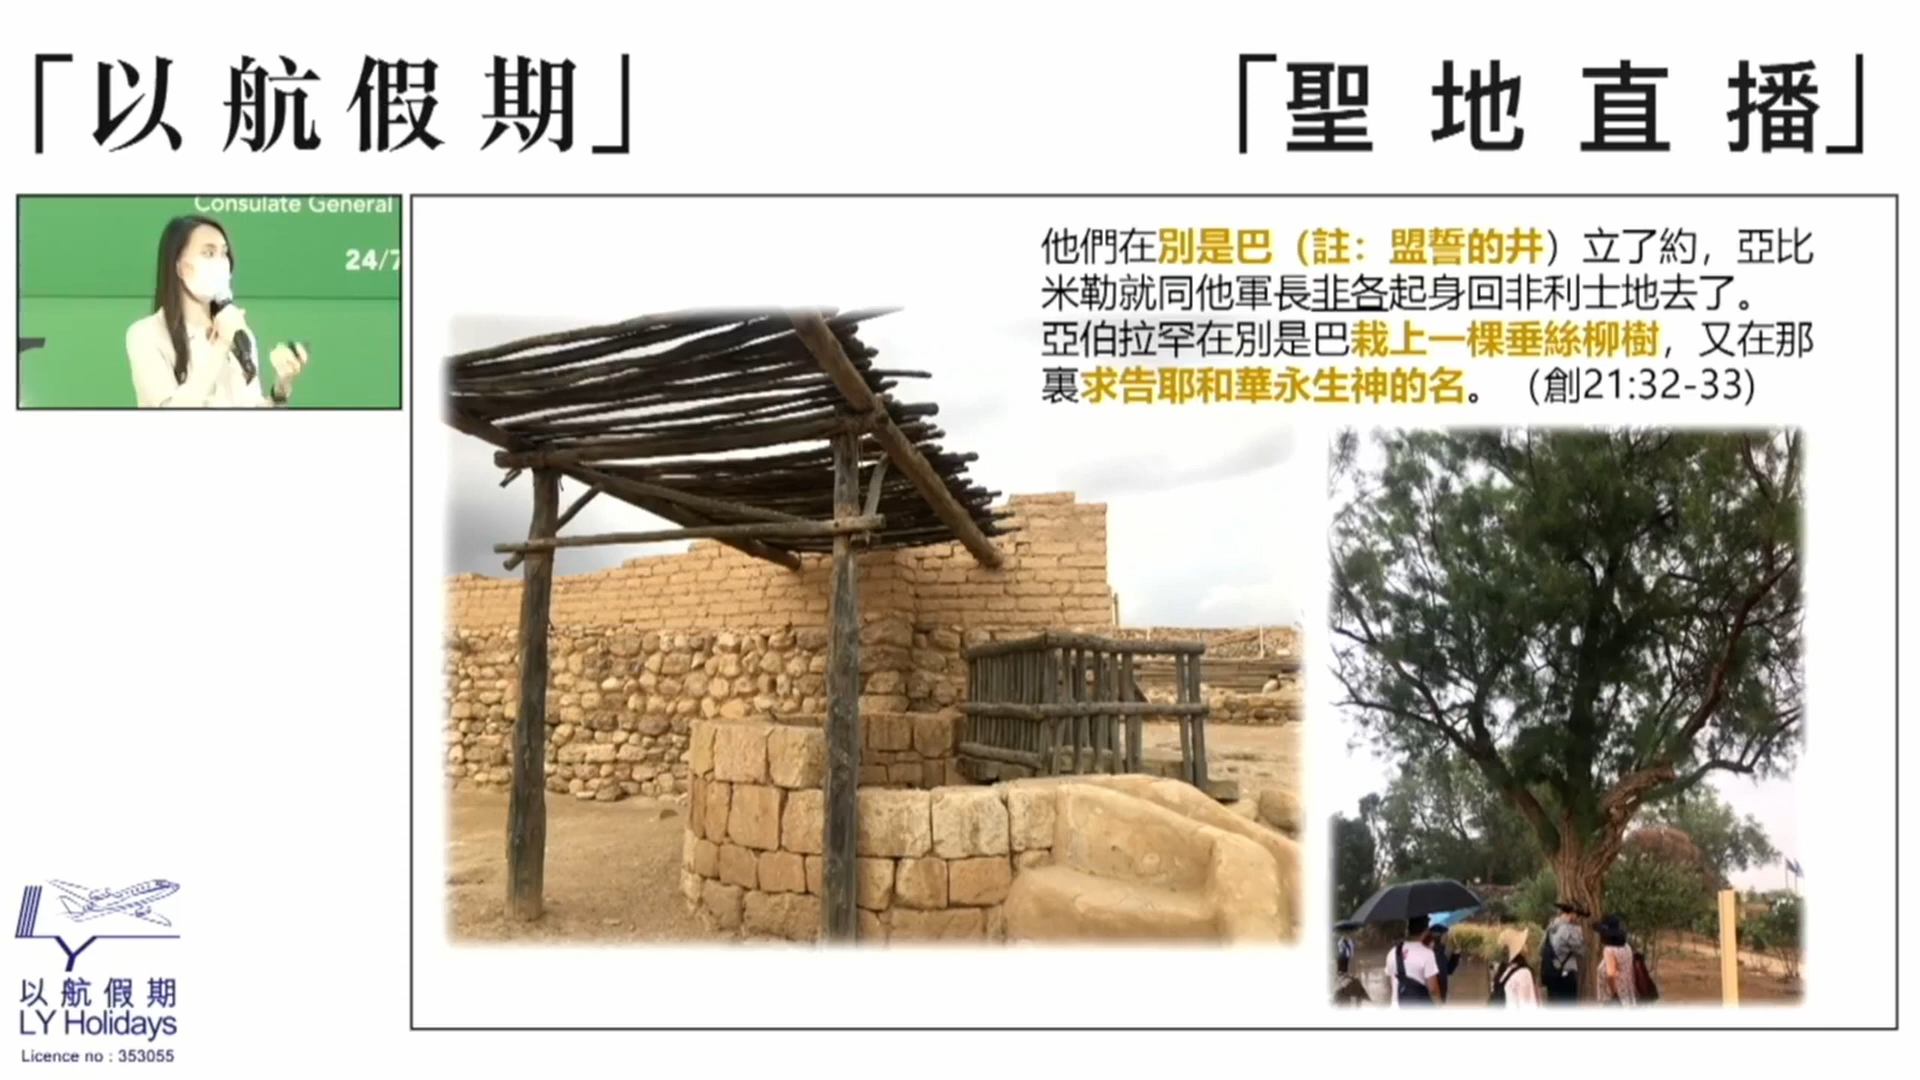 「以航假期」
「聖地直播」
Consulate General
24/7
他們在別是巴（註：盟誓的井）立了約，亞比
米勒就同他軍長非各起身回非利士地去了。
亞伯拉罕在別是巴栽上一棵垂絲柳樹，又在那
裏求告耶和華永生神的名。（創21:32-33)
以航假期
LY Holidays
Licence no : 353055